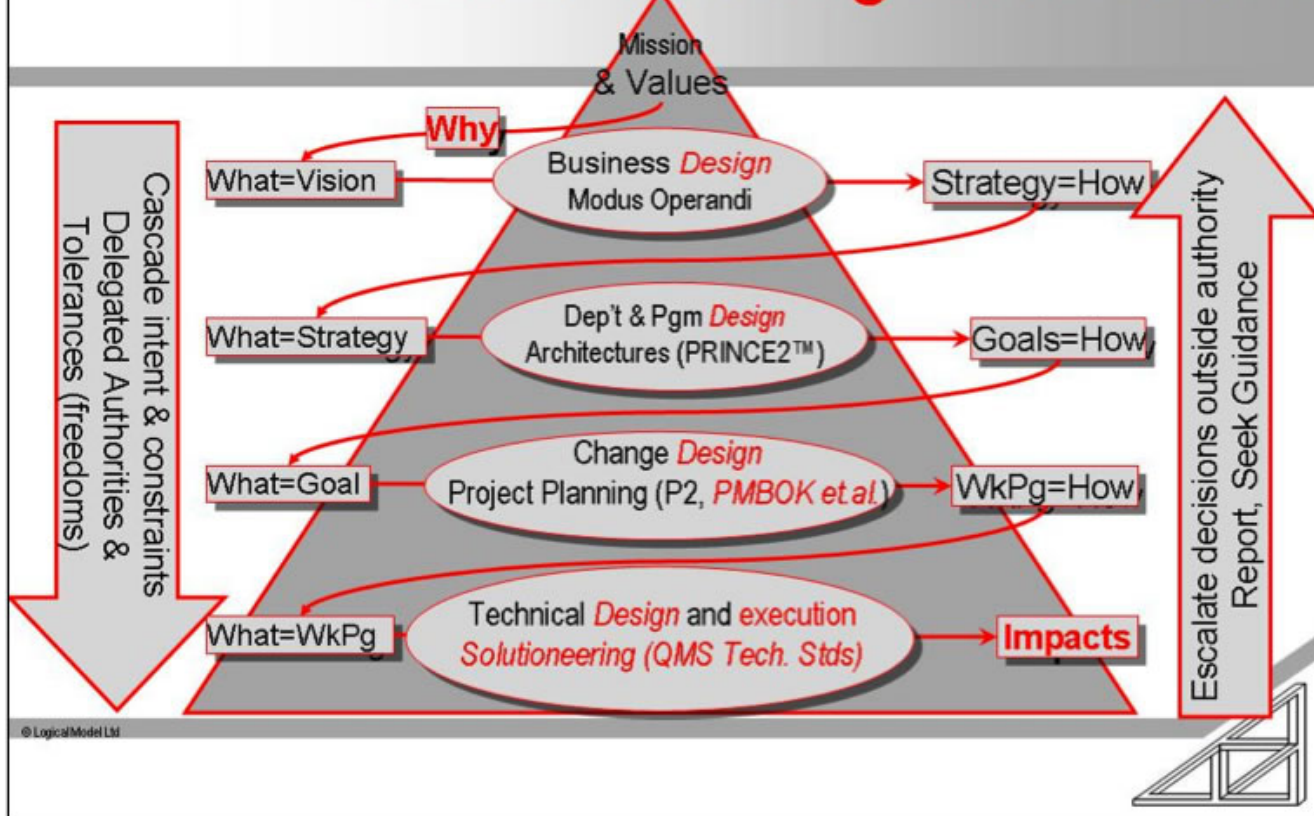 Mission
& Values
Why
What=Vision
Business Design
Modus Operandi
Strategy=How
What=Strategy
Dep't & Pgm Design
Architectures (PRINCE2™)
Goals=How
What=Goal
Change Design
Project Planning (P2, PMBOK et.al.)
WkPg=How
What=WkPg
Technical Design and execution
Solutioneering (QMS Tech. Stds)
Impacts
Cascade intent & constraints
Delegated Authorities &
Tolerances (freedoms)
Escalate decisions outside authority
Report, Seek Guidance
© Logical Model Ltd